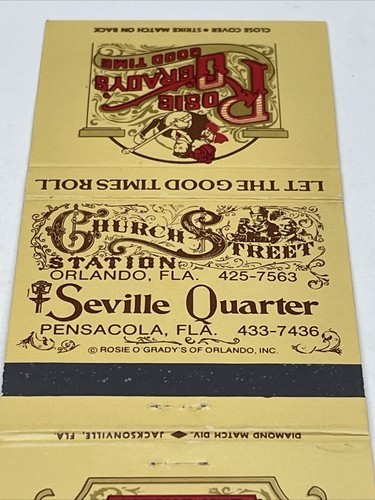 CLOSE COVER • STRIKE MATCH ON BACK
ROSIE
O'GRADY'S
GOOD TIME
LET THE GOOD TIMES ROLL
CHURCH STREET
STATION
ORLANDO, FLA. 425-7563
Seville Quarter
PENSACOLA, FLA. 433-7436
© ROSIE O'GRADY'S OF ORLANDO, INC.
DIAMOND MATCH DIV. ◆ JACKSONVILLE, FLA